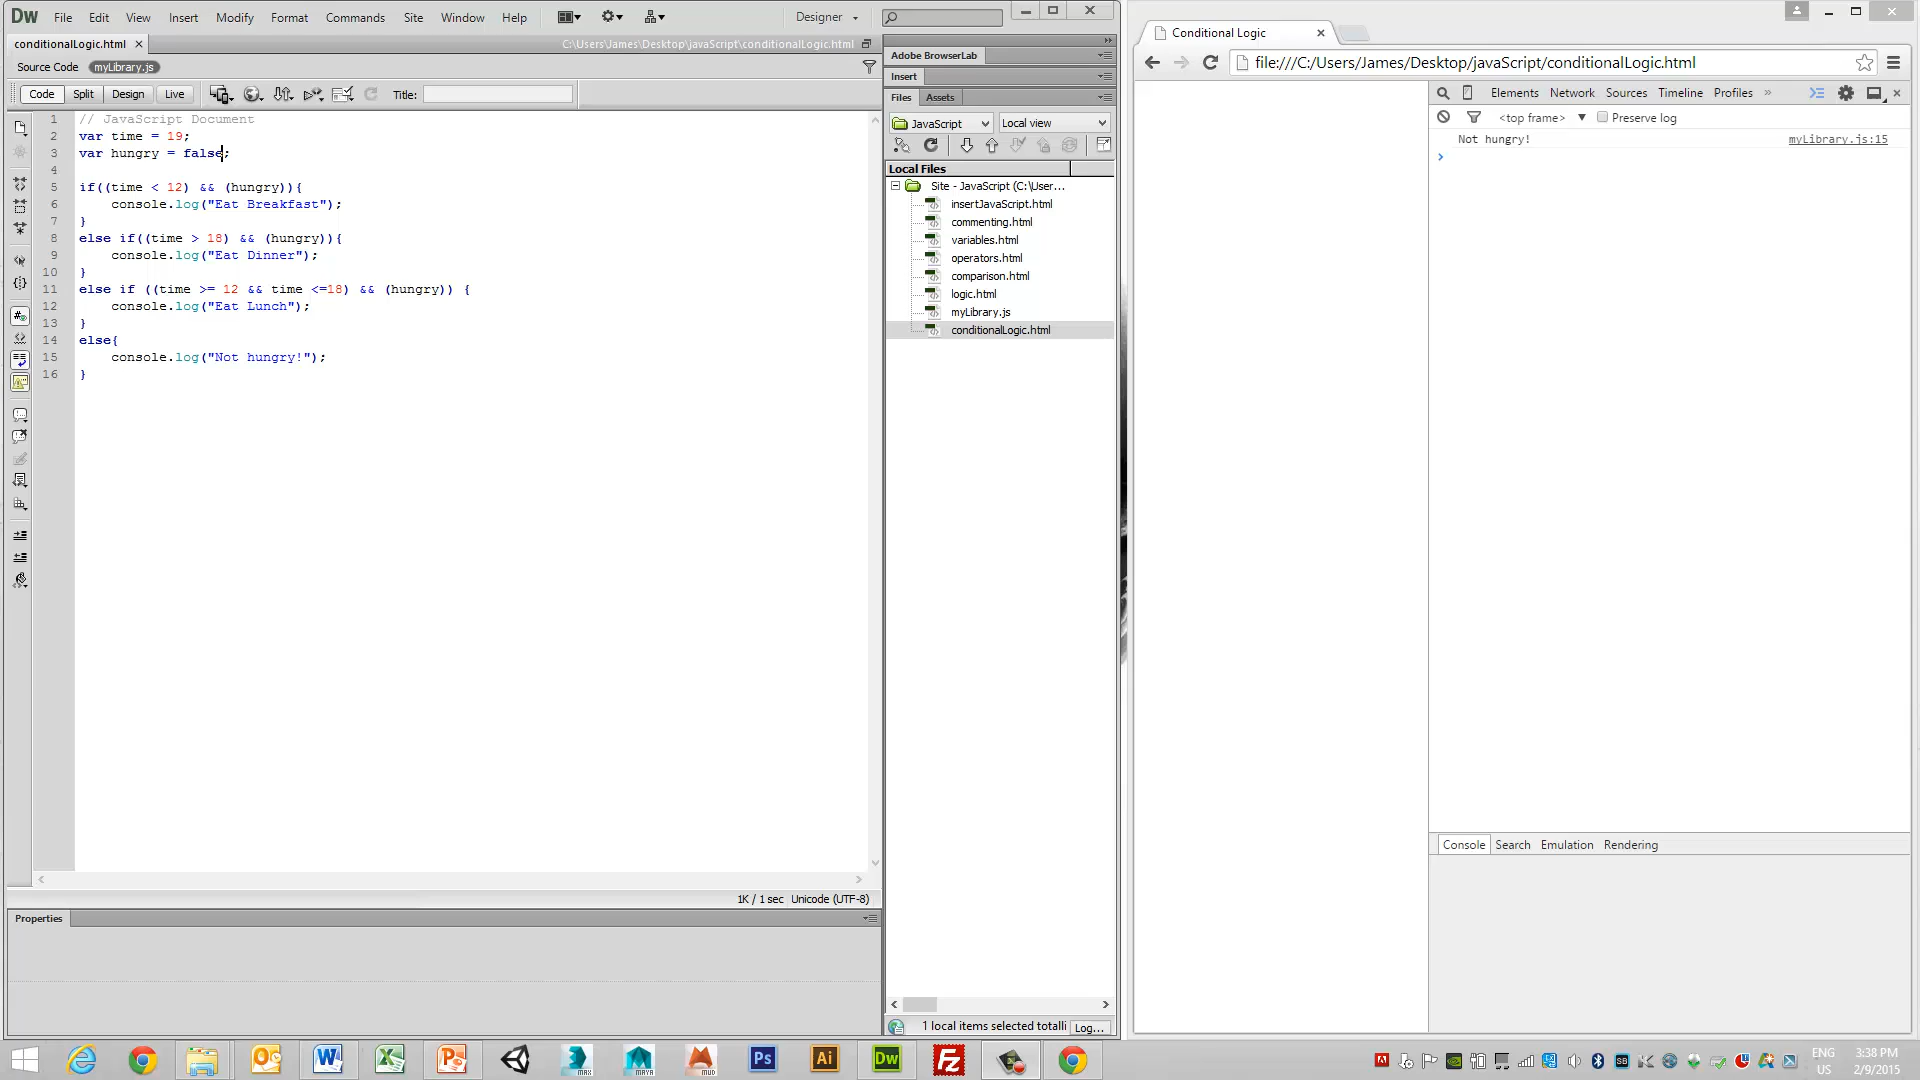 Dw File Edit View Insert Modify Format Commands Site Window Help Designer
conditionalLogic.html C:\Users\James\Desktop\javaScript\conditionalLogic.html
Source Code myLibrary.js
Code Split Design Live Title:
1 // JavaScript Document
2 var time = 19;
3 var hungry = false;
4
5 if((time < 12) && (hungry)){
6 console.log("Eat Breakfast");
7 }
8 else if((time > 18) && (hungry)){
9 console.log("Eat Dinner");
10 }
11 else if ((time >= 12 && time <=18) && (hungry)) {
12 console.log("Eat Lunch");
13 }
14 else{
15 console.log("Not hungry!");
16 }
1K / 1 sec Unicode (UTF-8)
Properties
Adobe BrowserLab
Insert
Files Assets
JavaScript Local view
Local Files
Site - JavaScript (C:\User...
insertJavaScript.html
commenting.html
variables.html
operators.html
comparison.html
logic.html
myLibrary.js
conditionalLogic.html
1 local items selected totalli Log...
Conditional Logic
file:///C:/Users/James/Desktop/javaScript/conditionalLogic.html
Elements Network Sources Timeline Profiles »
<top frame> Preserve log
Not hungry! myLibrary.js:15
Console Search Emulation Rendering
MAX MAYA MUD Ps Ai Dw Fz
ENG 3:38 PM
US 2/9/2015